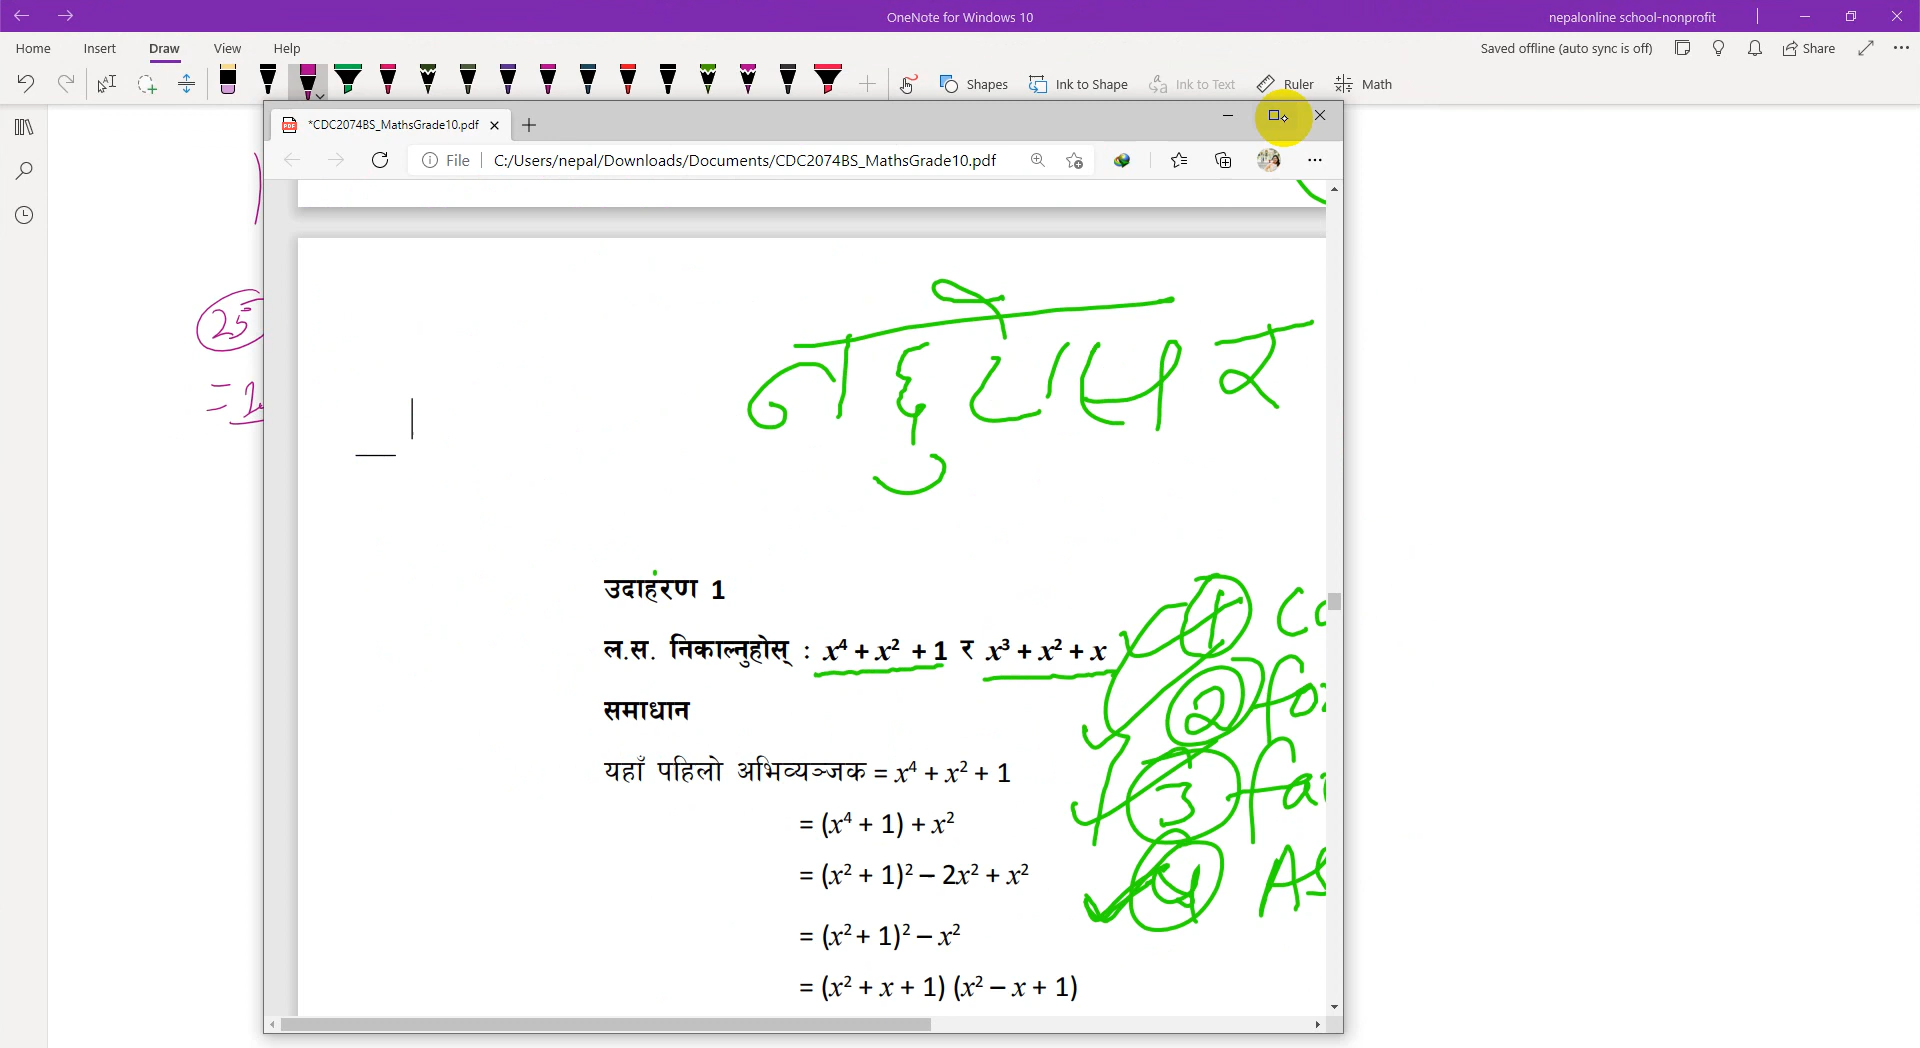 OneNote for Windows 10
nepalonline school-nonprofit
Home Insert Draw View Help
Saved offline (auto sync is off) Share
Shapes Ink to Shape Ink to Text Ruler Math
*CDC2074BS_MathsGrade10.pdf
File C:/Users/nepal/Downloads/Documents/CDC2074BS_MathsGrade10.pdf
25
उदाहरण 1
ल.स. निकाल्नुहोस् : x⁴ + x² + 1 र x³ + x² + x
1
2
समाधान
यहाँ पहिलो अभिव्यञ्जक = x⁴ + x² + 1
3
= (x⁴ + 1) + x²
= (x² + 1)² – 2x² + x²
4
= (x² + 1)² – x²
= (x² + x + 1) (x² – x + 1)